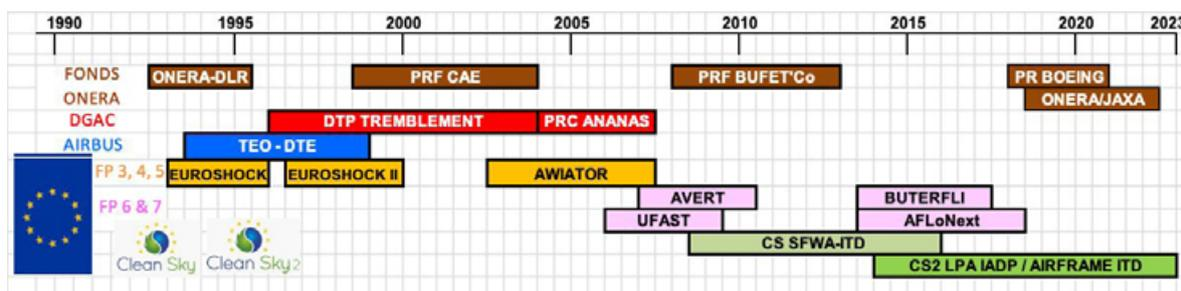 1990 1995 2000 2005 2010 2015 2020 2023
FONDS ONERA-DLR PRF CAE PRF BUFET'Co PR BOEING
ONERA ONERA/JAXA
DGAC DTP TREMBLEMENT PRC ANANAS
AIRBUS TEO - DTE
FP 3, 4, 5 EUROSHOCK EUROSHOCK II AWIATOR
FP 6 & 7 AVERT BUTERFLI
UFAST AFLoNext
Clean Sky Clean Sky2 CS SFWA-ITD
CS2 LPA IADP / AIRFRAME ITD